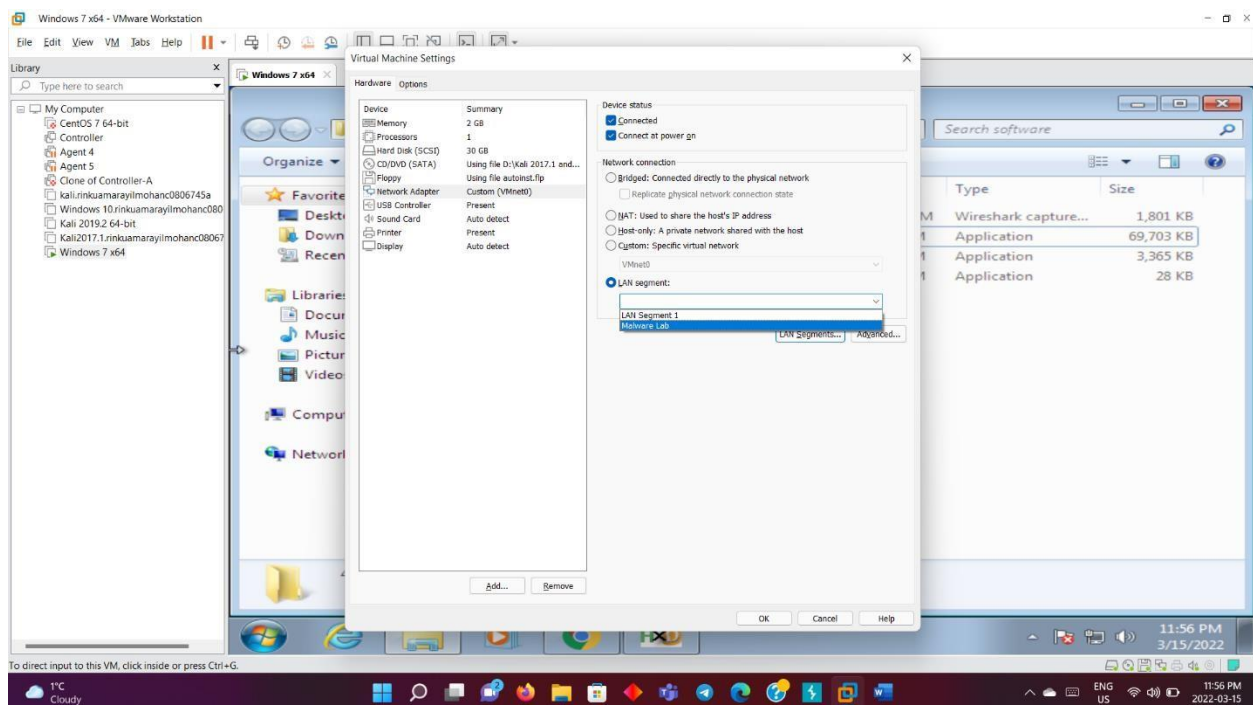 Windows 7 x64 - VMware Workstation
File Edit View VM Tabs Help
Library
Type here to search
My Computer
CentOS 7 64-bit
Controller
Agent 4
Agent 5
Clone of Controller-A
kali.rinkuamarayilmohanc0806745a
Windows 10.rinkuamarayilmohanc080
Kali 2019.2 64-bit
Kali2017.1.rinkuamarayilmohanc08067
Windows 7 x64
Windows 7 x64
Organize
Favorite
Deskt
Down
Recen
Librarie
Docur
Music
Pictur
Video
Comput
Network
Search software
Type Size
M Wireshark capture... 1,801 KB
Application 69,703 KB
Application 3,365 KB
Application 28 KB
Virtual Machine Settings
Hardware Options
Device Summary
Memory 2 GB
Processors 1
Hard Disk (SCSI) 30 GB
CD/DVD (SATA) Using file D:\Kali 2017.1 and...
Floppy Using file autoinst.flp
Network Adapter Custom (VMnet0)
USB Controller Present
Sound Card Auto detect
Printer Present
Display Auto detect
Add... Remove
Device status
Connected
Connect at power on
Network connection
Bridged: Connected directly to the physical network
Replicate physical network connection state
NAT: Used to share the host's IP address
Host-only: A private network shared with the host
Custom: Specific virtual network
VMnet0
LAN segment:
LAN Segment 1
Malware Lab
LAN Segments... Advanced...
OK Cancel Help
HXD
11:56 PM
3/15/2022
To direct input to this VM, click inside or press Ctrl+G.
1°C
Cloudy
ENG
US
11:56 PM
2022-03-15